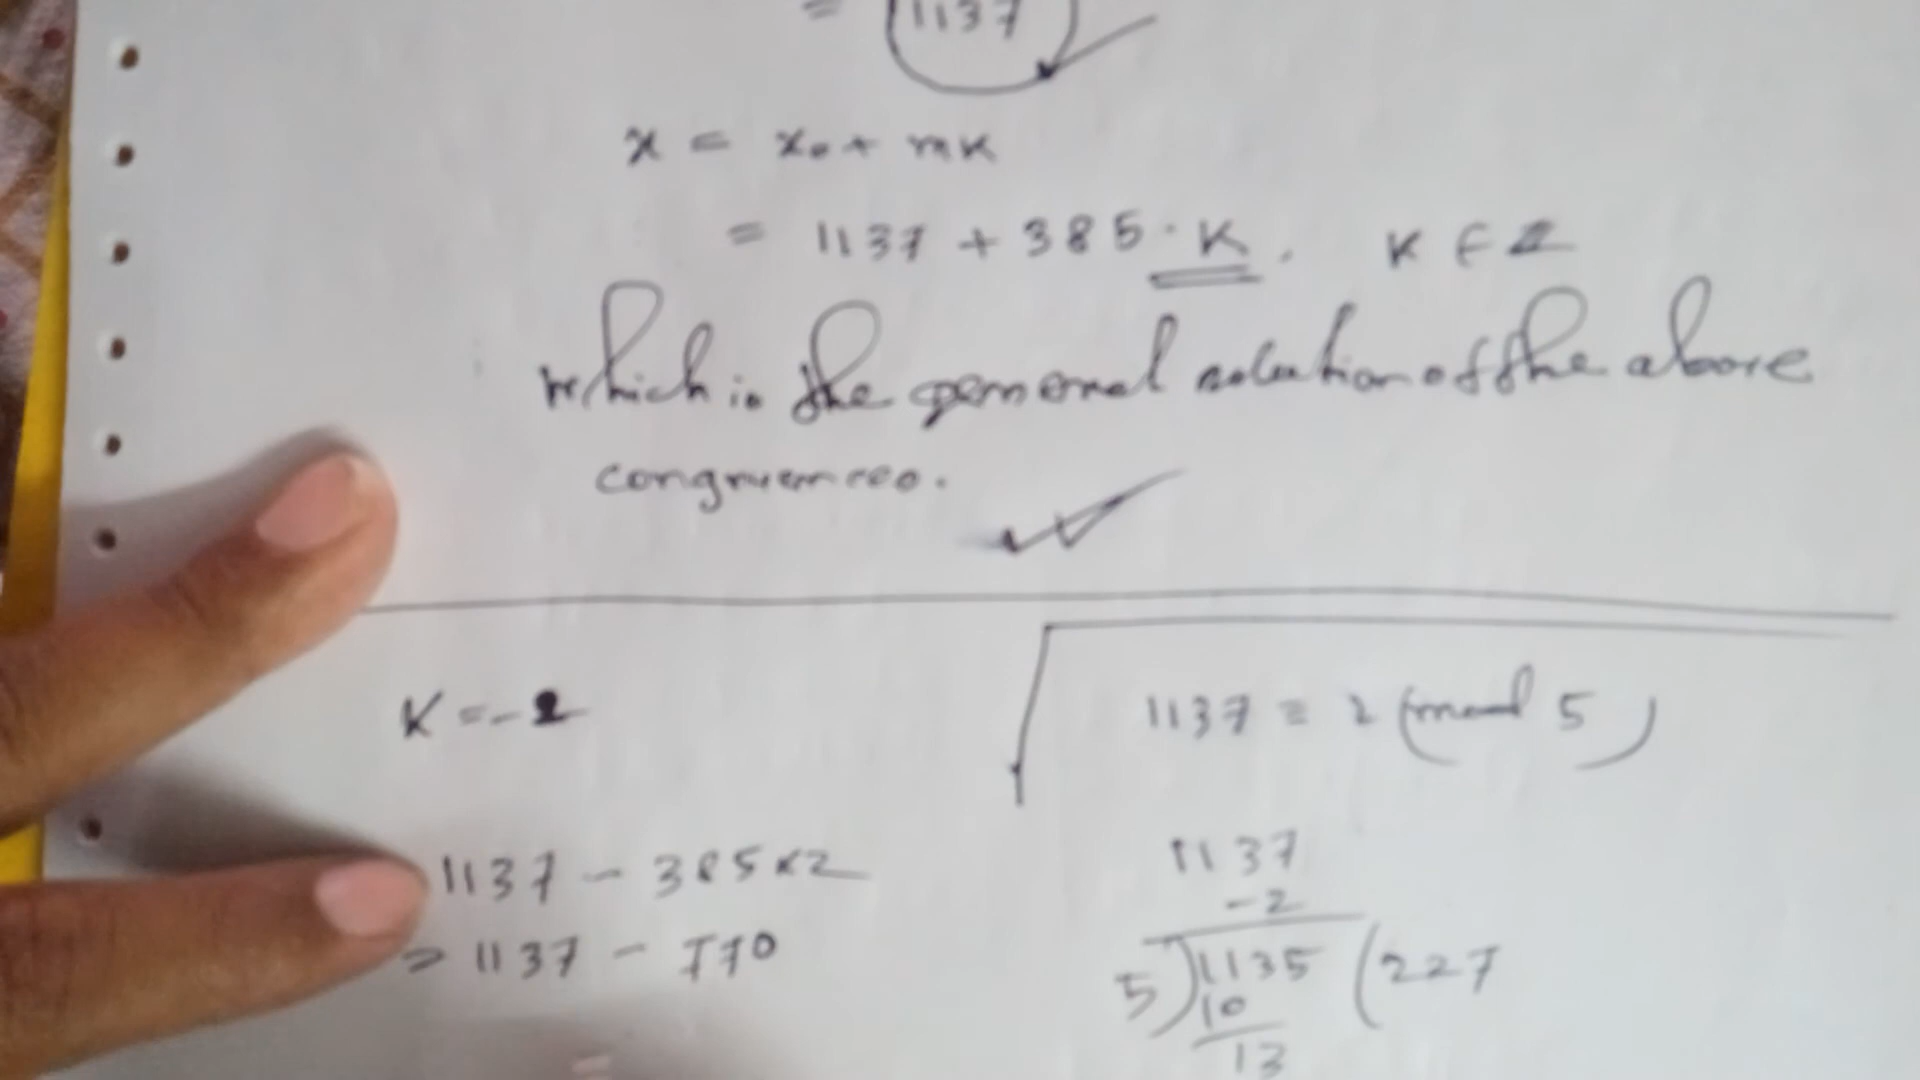 = 1137
x = x₀ + mk
= 1137 + 385 · K, K ∈ Z
which is the general solution of the above
congruences.
K = -2
1137 - 385×2
= 1137 - 770
1137 ≡ 2 (mod 5)
1137
-2
5)1135(227
10
13